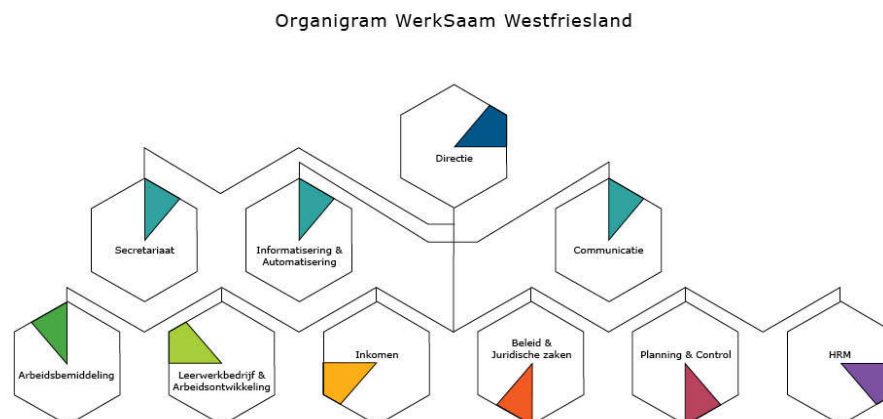 Organigram WerkSaam Westfriesland
Directie
Secretariaat
Informatisering &
Automatisering
Communicatie
Arbeidsbemiddeling
Leerwerkbedrijf &
Arbeidsontwikkeling
Inkomen
Beleid &
Juridische zaken
Planning & Control
HRM